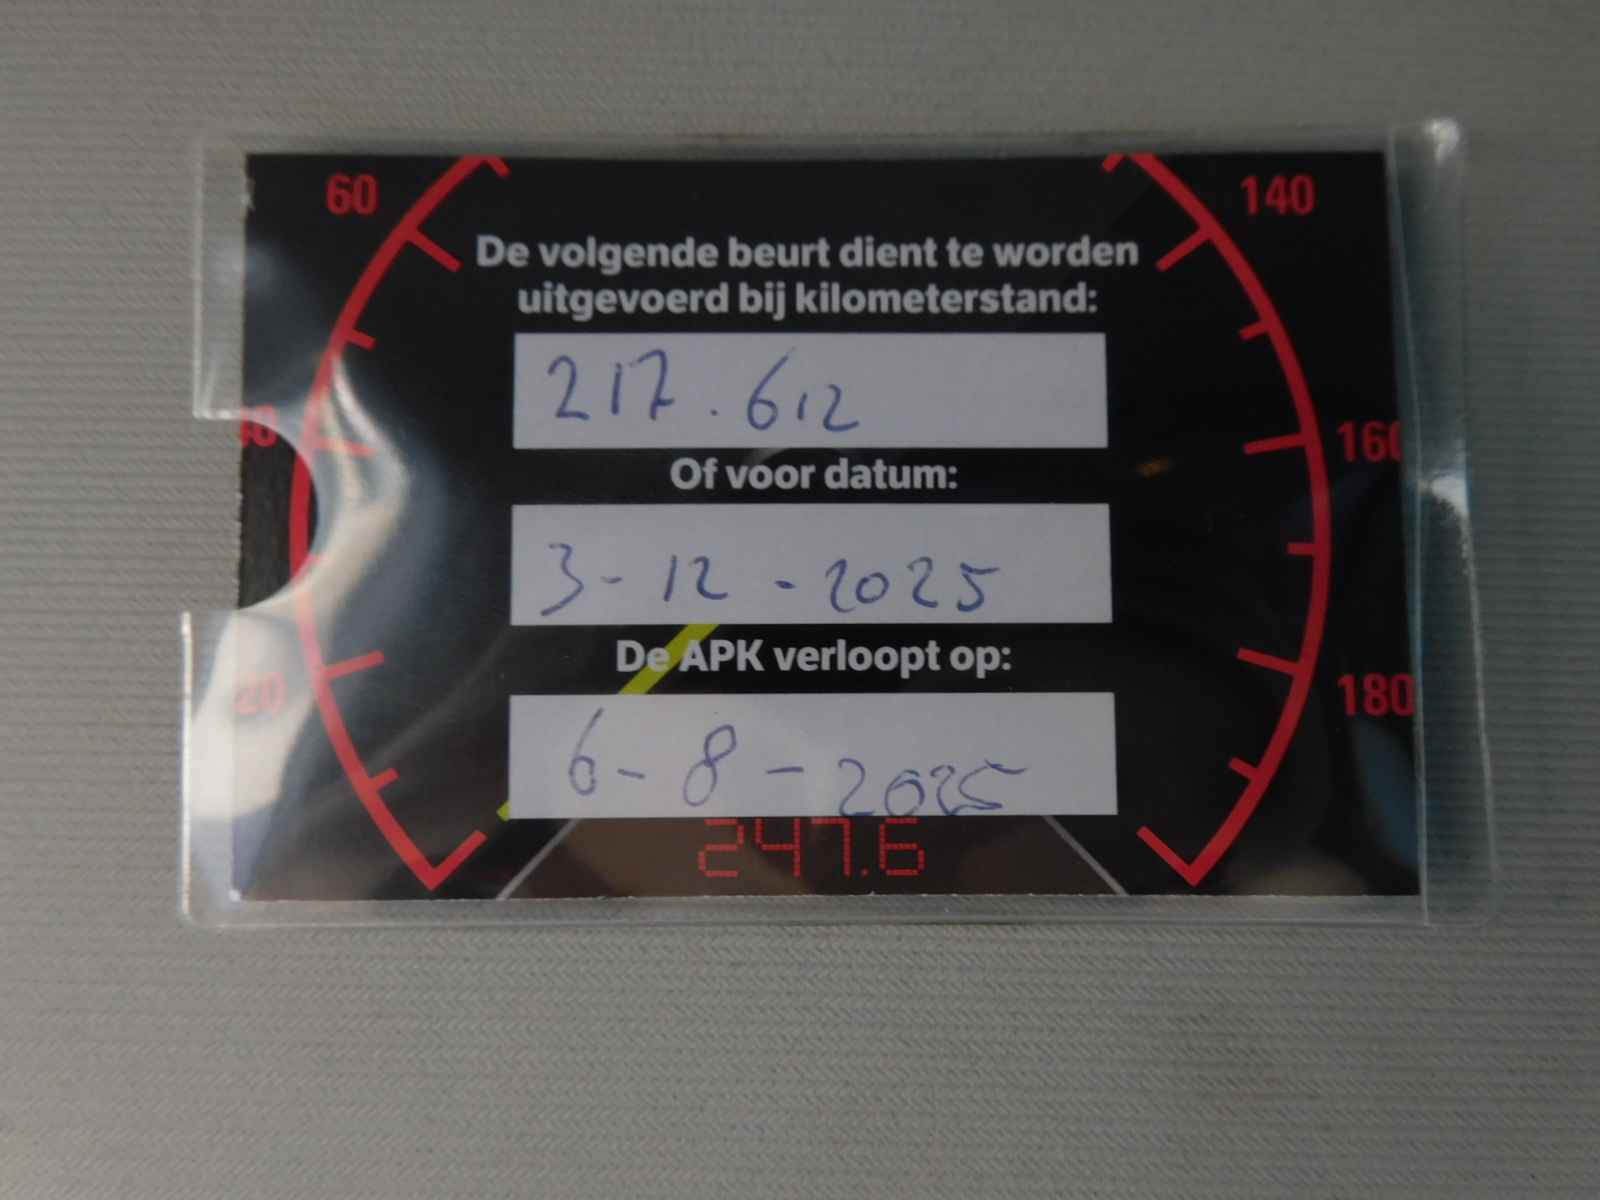 60 140
De volgende beurt dient te worden
uitgevoerd bij kilometerstand:
217.612
160
Of voor datum:
3-12-2025
De APK verloopt op:
20 180
6-8-2025
247.6